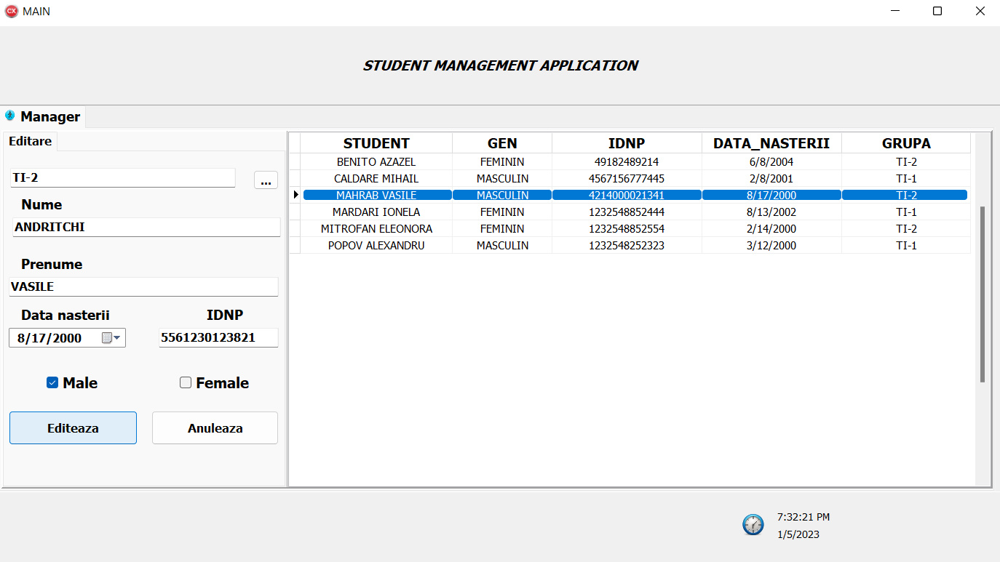 CX MAIN
STUDENT MANAGEMENT APPLICATION
Manager
Editare
TI-2
...
Nume
ANDRITCHI
Prenume
VASILE
Data nasterii IDNP
8/17/2000 5561230123821
Male Female
Editeaza Anuleaza
STUDENT GEN IDNP DATA_NASTERII GRUPA
BENITO AZAZEL FEMININ 49182489214 6/8/2004 TI-2
CALDARE MIHAIL MASCULIN 4567156777445 2/8/2001 TI-1
MAHRAB VASILE MASCULIN 4214000021341 8/17/2000 TI-2
MARDARI IONELA FEMININ 1232548852444 8/13/2002 TI-1
MITROFAN ELEONORA FEMININ 1232548852554 2/14/2000 TI-2
POPOV ALEXANDRU MASCULIN 1232548252323 3/12/2000 TI-1
7:32:21 PM
1/5/2023